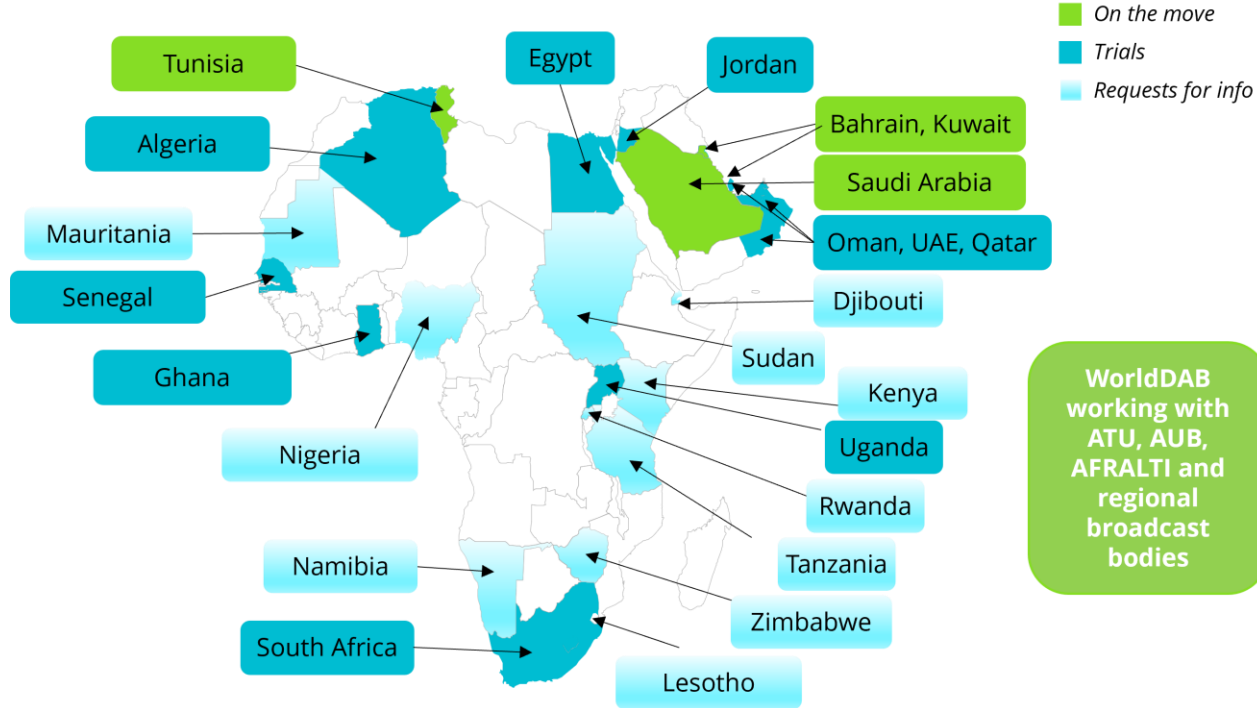 On the move
Trials
Requests for info
Tunisia
Egypt
Jordan
Algeria
Bahrain, Kuwait
Saudi Arabia
Mauritania
Oman, UAE, Qatar
Senegal
Djibouti
Sudan
Ghana
Kenya
Nigeria
Uganda
Rwanda
Namibia
Tanzania
Zimbabwe
South Africa
Lesotho
WorldDAB
working with
ATU, AUB,
AFRALTI and
regional
broadcast
bodies